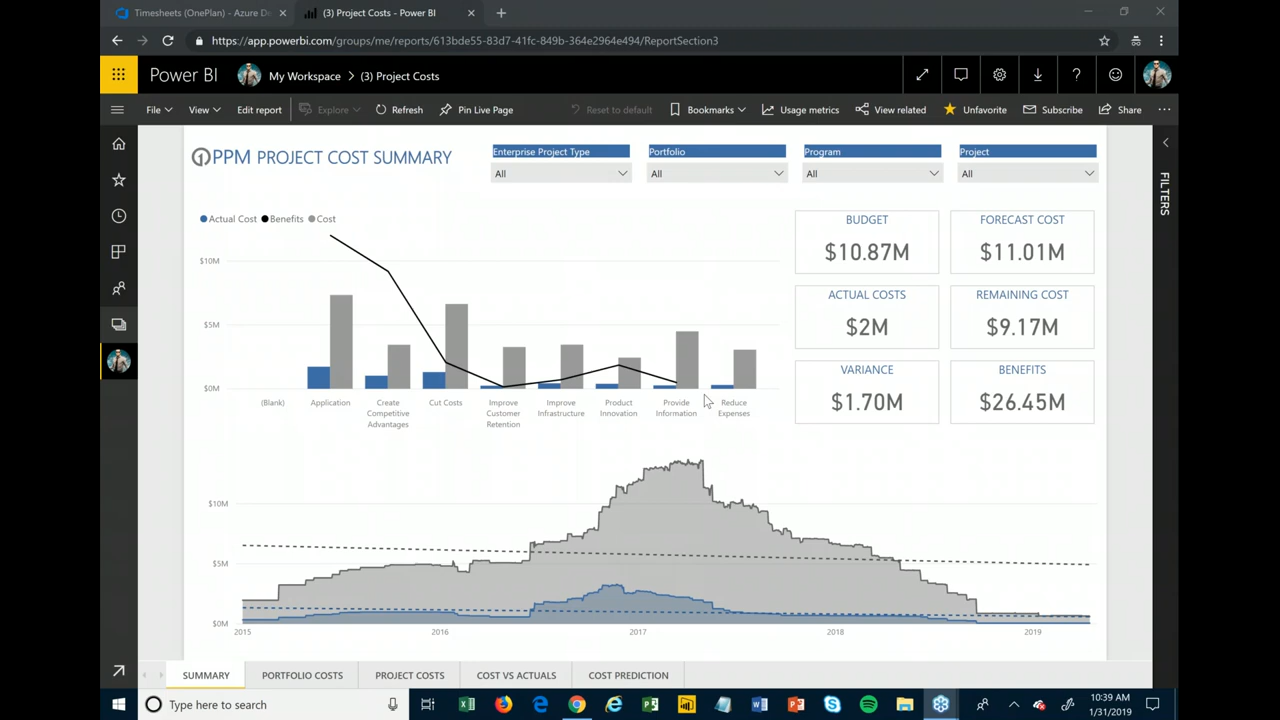 Timesheets (OnePlan) - Azure De
(3) Project Costs - Power BI
https://app.powerbi.com/groups/me/reports/613bde55-83d7-41fc-849b-364e2964e494/ReportSection3
Power BI
My Workspace > (3) Project Costs
File View Edit report Explore Refresh Pin Live Page Reset to default Bookmarks Usage metrics View related Unfavorite Subscribe Share
PPM PROJECT COST SUMMARY
Enterprise Project Type Portfolio Program Project
All All All All
FILTERS
Actual Cost Benefits Cost
$10M
$5M
$0M
(Blank)
Application
Create
Competitive
Advantages
Cut Costs
Improve
Customer
Retention
Improve
Infrastructure
Product
Innovation
Provide
Information
Reduce
Expenses
BUDGET
$10.87M
FORECAST COST
$11.01M
ACTUAL COSTS
$2M
REMAINING COST
$9.17M
VARIANCE
$1.70M
BENEFITS
$26.45M
$10M
$5M
$0M
2015 2016 2017 2018 2019
SUMMARY PORTFOLIO COSTS PROJECT COSTS COST VS ACTUALS COST PREDICTION
Type here to search
10:39 AM
1/31/2019